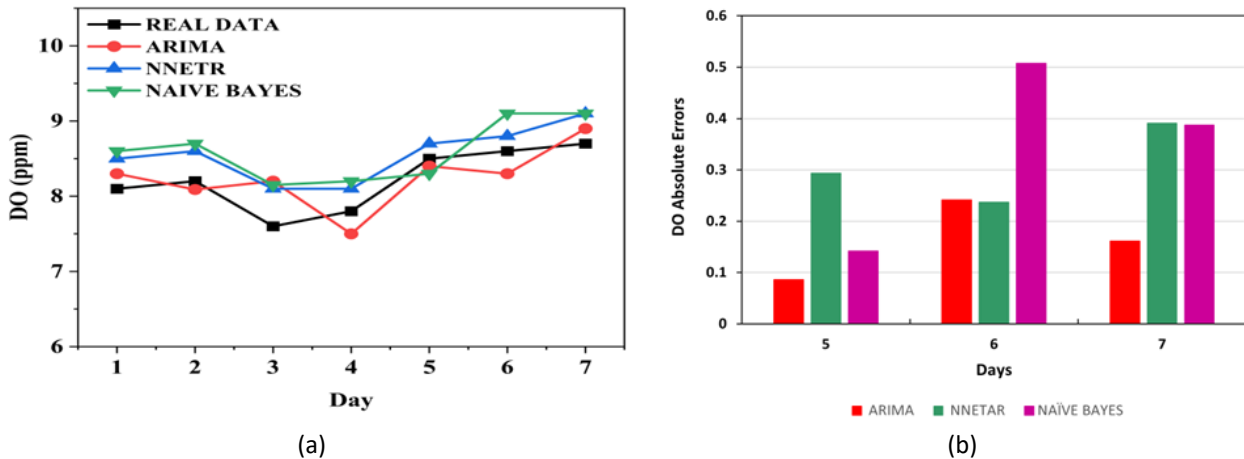 REAL DATA
ARIMA
NNETR
NAIVE BAYES
10
9
8
7
6
DO (ppm)
1 2 3 4 5 6 7
Day
(a)
0.6
0.5
0.4
0.3
0.2
0.1
0
DO Absolute Errors
5 6 7
Days
ARIMA NNETAR NAÏVE BAYES
(b)